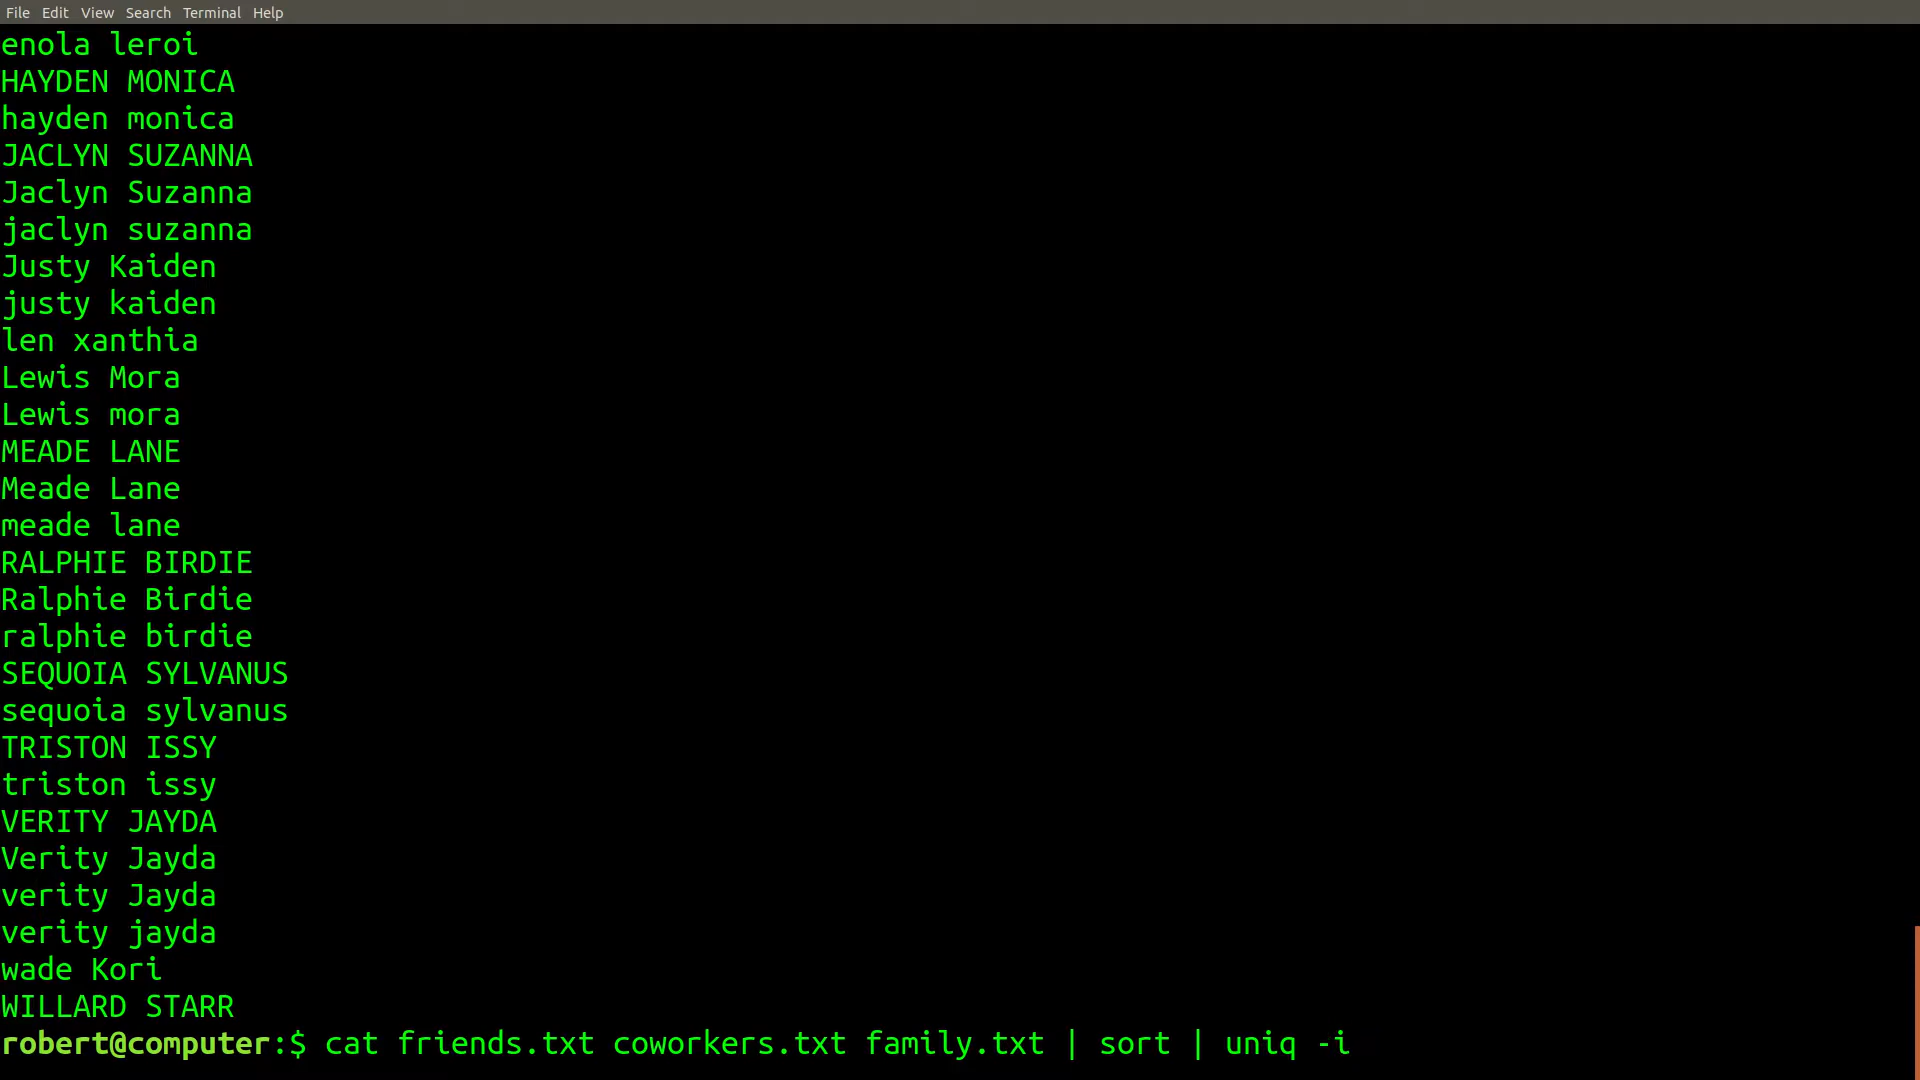 File Edit View Search Terminal Help
enola leroi
HAYDEN MONICA
hayden monica
JACLYN SUZANNA
Jaclyn Suzanna
jaclyn suzanna
Justy Kaiden
justy kaiden
len xanthia
Lewis Mora
Lewis mora
MEADE LANE
Meade Lane
meade lane
RALPHIE BIRDIE
Ralphie Birdie
ralphie birdie
SEQUOIA SYLVANUS
sequoia sylvanus
TRISTON ISSY
triston issy
VERITY JAYDA
Verity Jayda
verity Jayda
verity jayda
wade Kori
WILLARD STARR
robert@computer:$ cat friends.txt coworkers.txt family.txt | sort | uniq -i